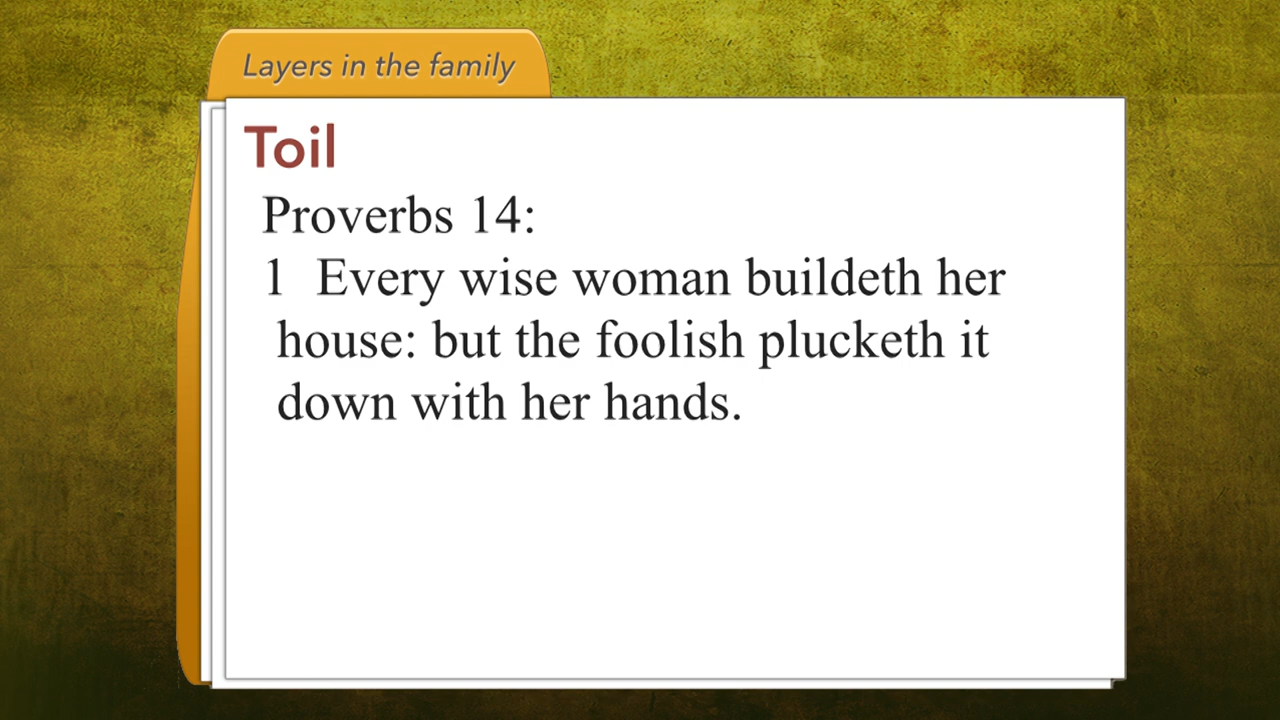 Layers in the family
Toil
Proverbs 14:
1 Every wise woman buildeth her
house: but the foolish plucketh it
down with her hands.